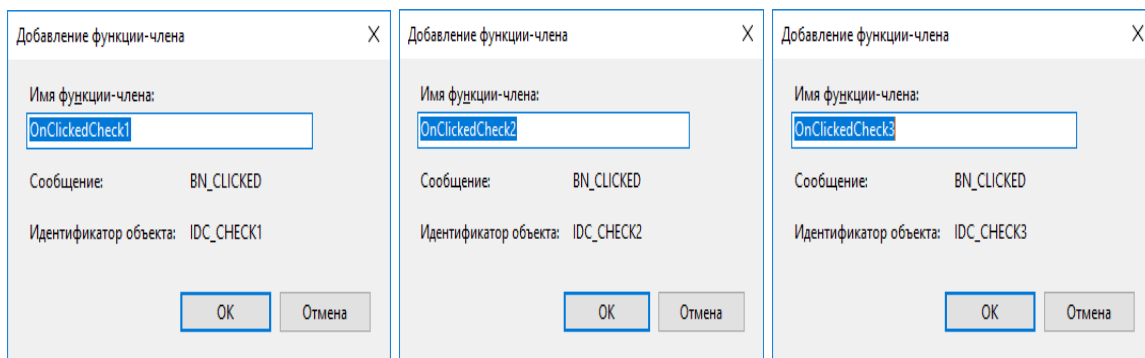 Добавление функции-члена X
Имя функции-члена:
OnClickedCheck1
Сообщение: BN_CLICKED
Идентификатор объекта: IDC_CHECK1
OK Отмена
Добавление функции-члена X
Имя функции-члена:
OnClickedCheck2
Сообщение: BN_CLICKED
Идентификатор объекта: IDC_CHECK2
OK Отмена
Добавление функции-члена X
Имя функции-члена:
OnClickedCheck3
Сообщение: BN_CLICKED
Идентификатор объекта: IDC_CHECK3
OK Отмена